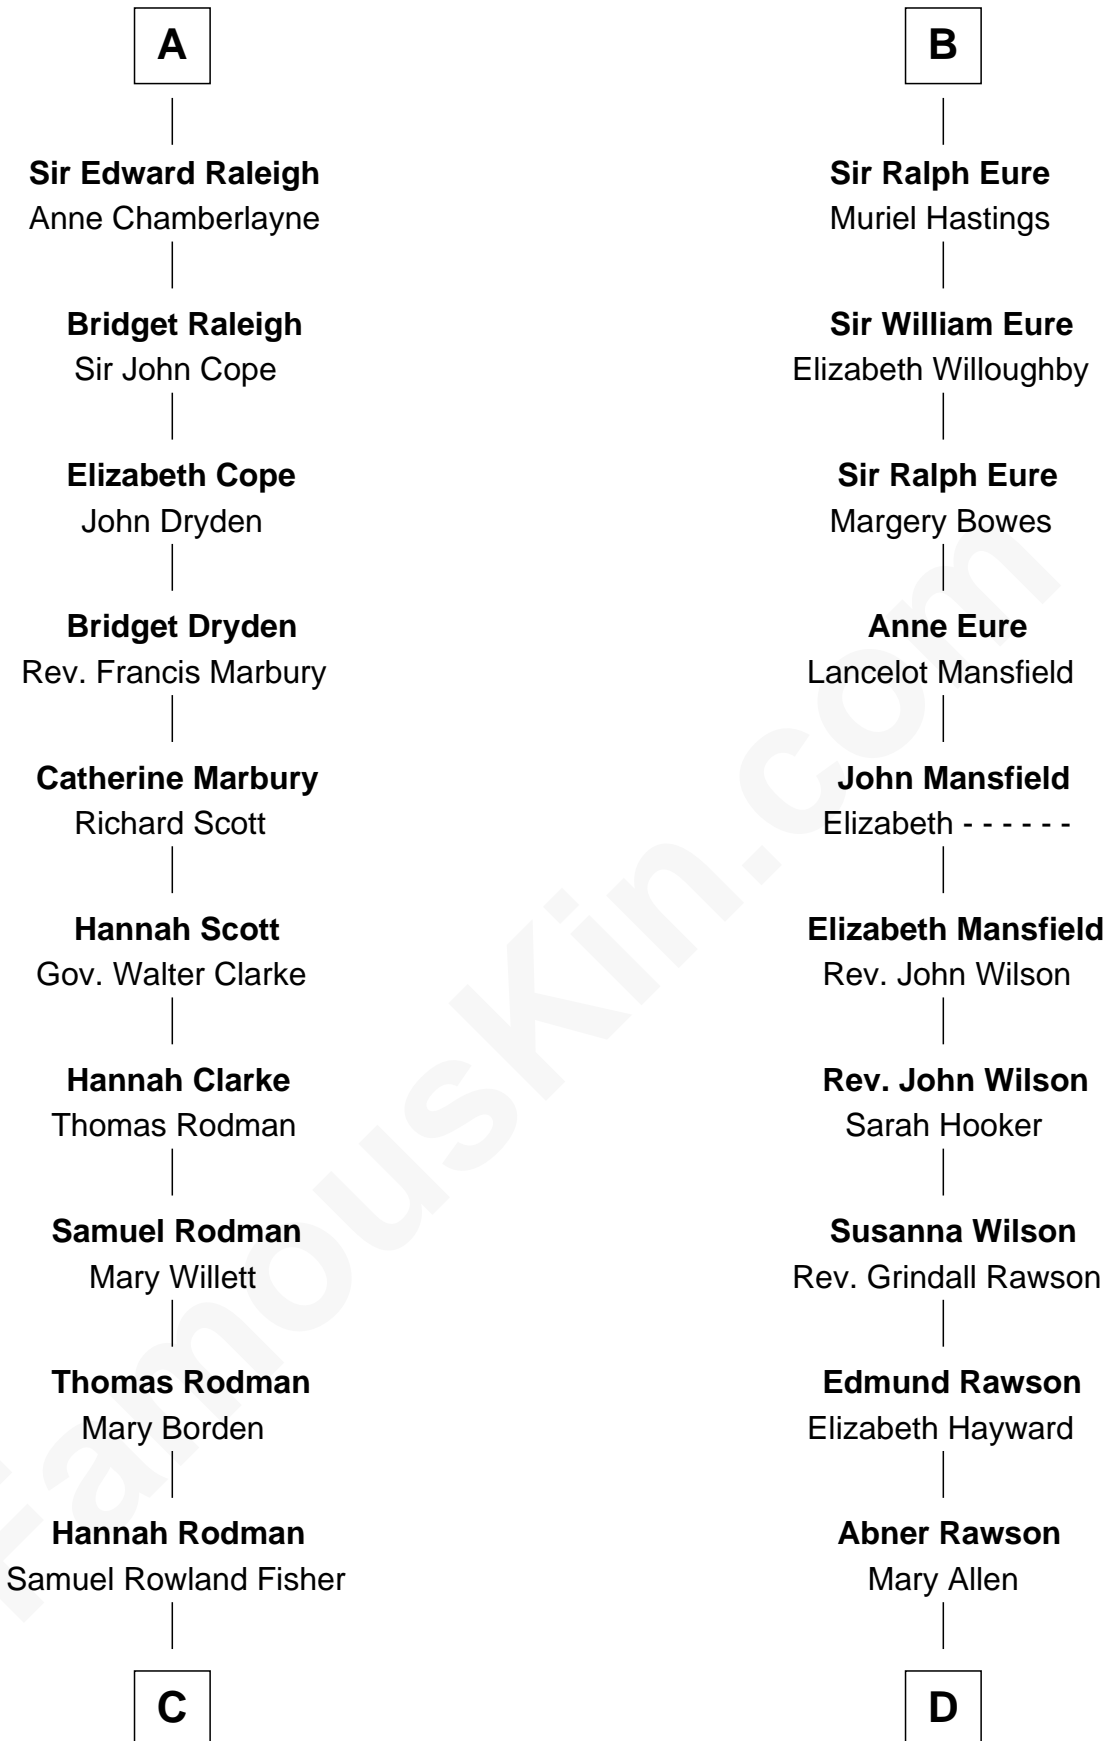 A
Sir Edward Raleigh
Anne Chamberlayne
Bridget Raleigh
Sir John Cope
Elizabeth Cope
John Dryden
Bridget Dryden
Rev. Francis Marbury
Catherine Marbury
Richard Scott
Hannah Scott
Gov. Walter Clarke
Hannah Clarke
Thomas Rodman
Samuel Rodman
Mary Willett
Thomas Rodman
Mary Borden
Hannah Rodman
Samuel Rowland Fisher
C
B
Sir Ralph Eure
Muriel Hastings
Sir William Eure
Elizabeth Willoughby
Sir Ralph Eure
Margery Bowes
Anne Eure
Lancelot Mansfield
John Mansfield
Elizabeth - - - - - -
Elizabeth Mansfield
Rev. John Wilson
Rev. John Wilson
Sarah Hooker
Susanna Wilson
Rev. Grindall Rawson
Edmund Rawson
Elizabeth Hayward
Abner Rawson
Mary Allen
D
FamousKin.com